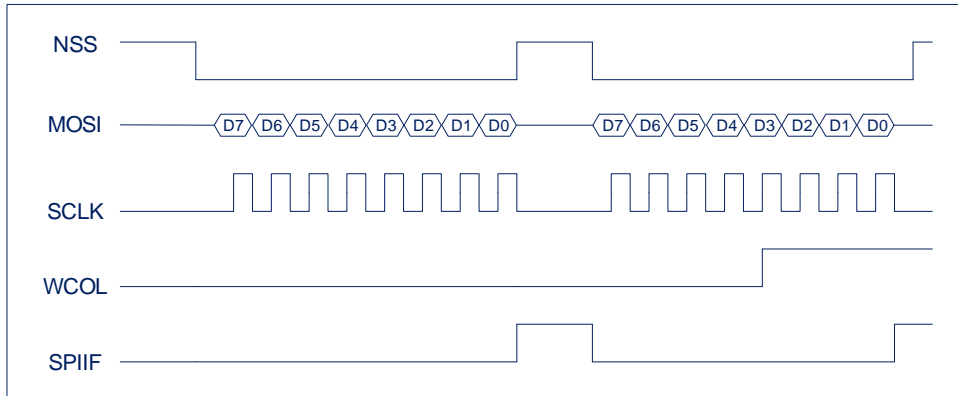 NSS
MOSI D7 D6 D5 D4 D3 D2 D1 D0 D7 D6 D5 D4 D3 D2 D1 D0
SCLK
WCOL
SPIIF